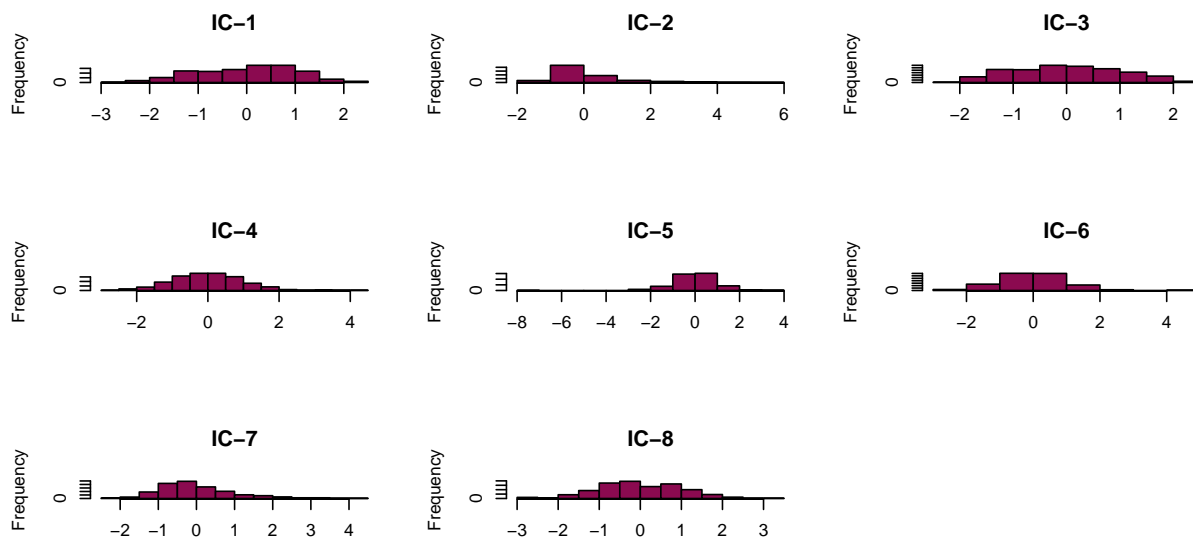 IC−1
Frequency
0
−3 −2 −1 0 1 2
IC−2
Frequency
0
−2 0 2 4 6
IC−3
Frequency
0
−2 −1 0 1 2
IC−4
Frequency
0
−2 0 2 4
IC−5
Frequency
0
−8 −6 −4 −2 0 2 4
IC−6
Frequency
0
−2 0 2 4
IC−7
Frequency
0
−2 −1 0 1 2 3 4
IC−8
Frequency
0
−3 −2 −1 0 1 2 3